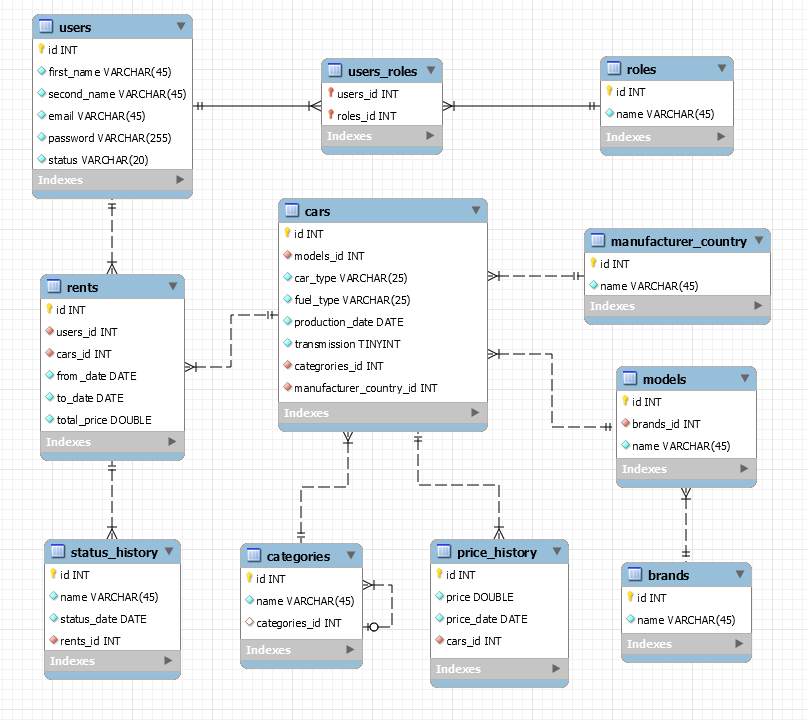 users
id INT
first_name VARCHAR(45)
second_name VARCHAR(45)
email VARCHAR(45)
password VARCHAR(255)
status VARCHAR(20)
Indexes
users_roles
users_id INT
roles_id INT
Indexes
roles
id INT
name VARCHAR(45)
Indexes
cars
id INT
models_id INT
car_type VARCHAR(25)
fuel_type VARCHAR(25)
production_date DATE
transmission TINYINT
categrories_id INT
manufacturer_country_id INT
Indexes
manufacturer_country
id INT
name VARCHAR(45)
Indexes
rents
id INT
users_id INT
cars_id INT
from_date DATE
to_date DATE
total_price DOUBLE
Indexes
models
id INT
brands_id INT
name VARCHAR(45)
Indexes
status_history
id INT
name VARCHAR(45)
status_date DATE
rents_id INT
Indexes
categories
id INT
name VARCHAR(45)
categories_id INT
Indexes
price_history
id INT
price DOUBLE
price_date DATE
cars_id INT
Indexes
brands
id INT
name VARCHAR(45)
Indexes